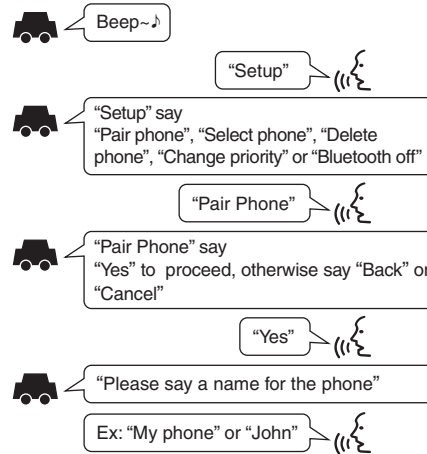 Beep~♪
“Setup”
“Setup” say
“Pair phone”, “Select phone”, “Delete
phone”, “Change priority” or “Bluetooth off”
“Pair Phone”
“Pair Phone” say
“Yes” to proceed, otherwise say “Back” or
“Cancel”
“Yes”
“Please say a name for the phone”
Ex: “My phone” or “John”